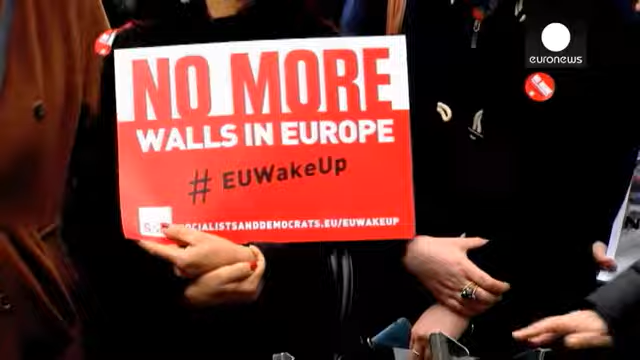 euronews
NO MORE
WALLS IN EUROPE
# EUWakeUp
SOCIALISTSANDDEMOCRATS.EU/EUWAKEUP